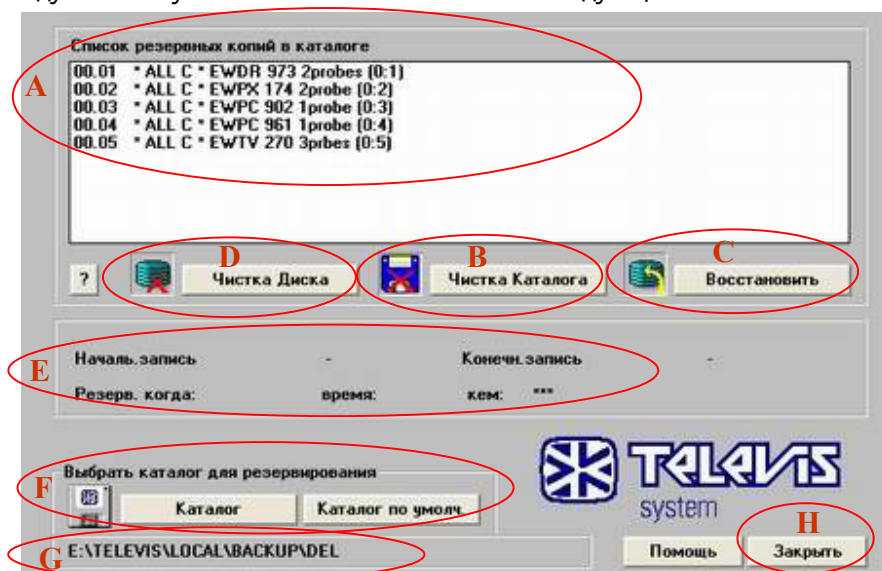 Список резервных копий в каталоге
A
00.01 * ALL C * EWDR 973 2probes (0:1)
00.02 * ALL C * EWPX 174 2probe (0:2)
00.03 * ALL C * EWPC 902 1probe (0:3)
00.04 * ALL C * EWPC 961 1probe (0:4)
00.05 * ALL C * EWTV 270 3prbes (0:5)
D B C
? Чистка Диска Чистка Каталога Восстановить
E
Началь.запись - Конечн.запись -
Резерв. когда: время: кем: ***
TELEVIS
system
F
Выбрать каталог для резервирования
Каталог Каталог по умолч.
G E:\TELEVIS\LOCAL\BACKUP\DEL
H
Помощь Закрыть